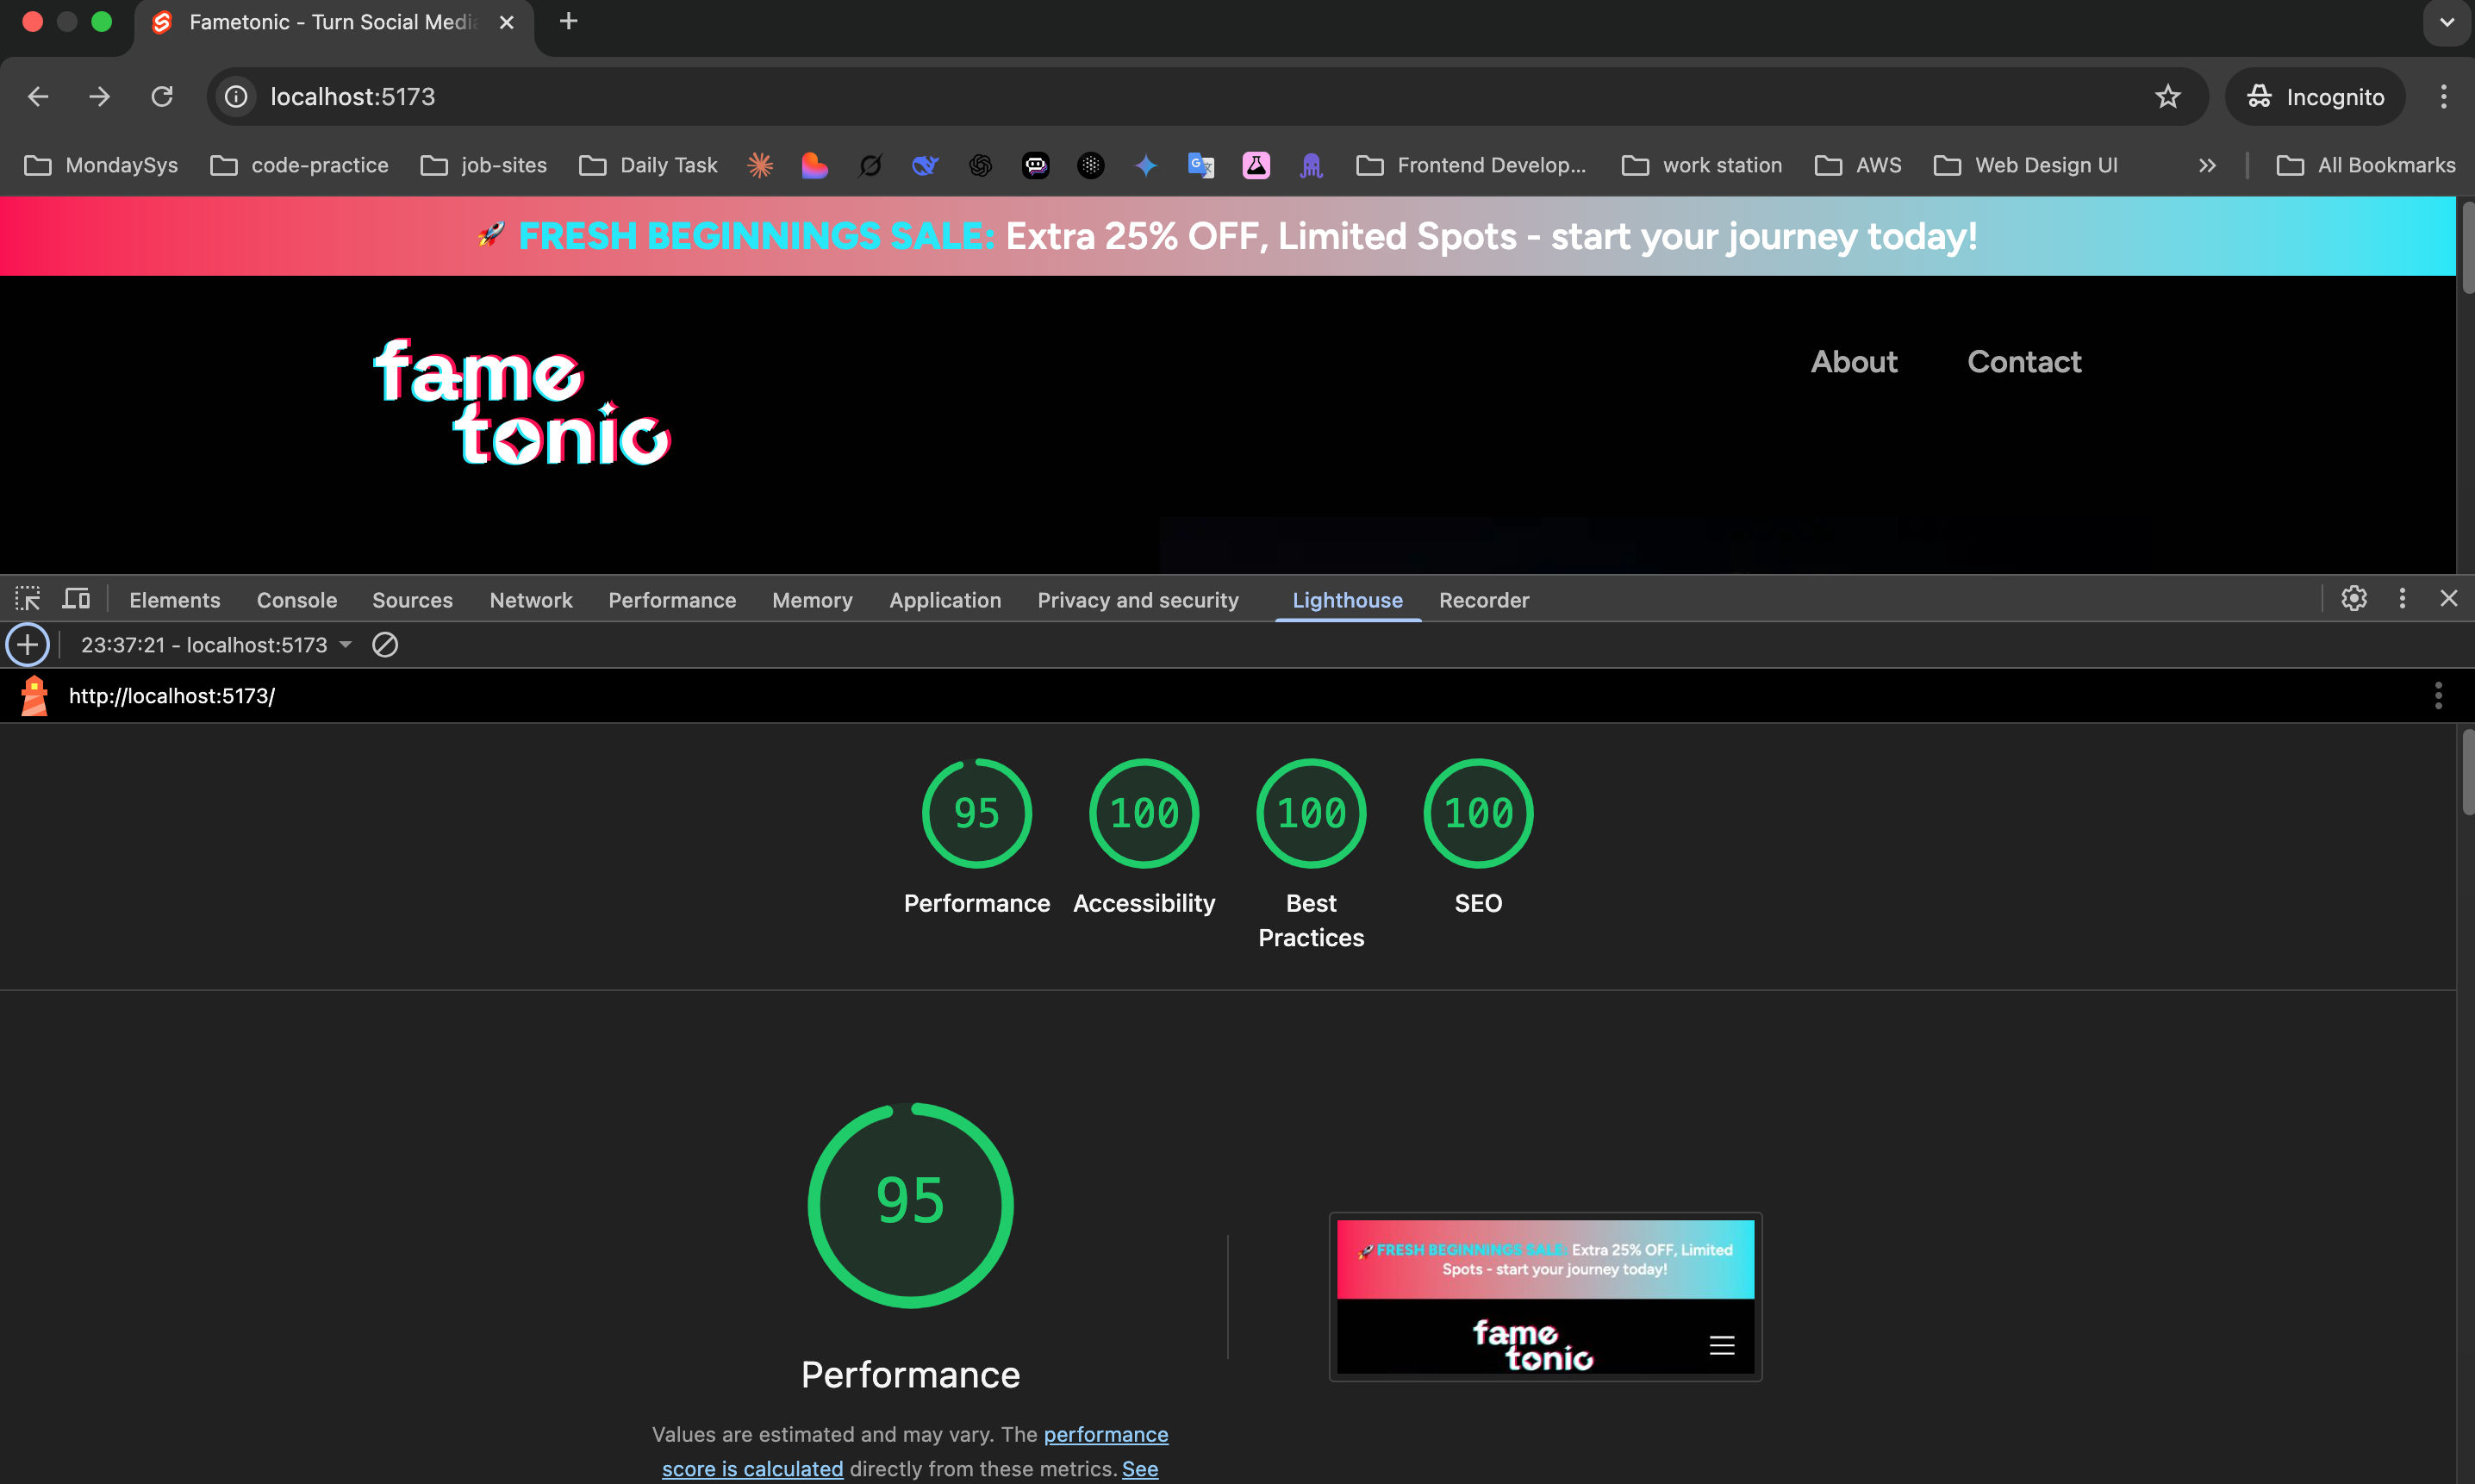 Fametonic - Turn Social Media
localhost:5173
Incognito
MondaySys
code-practice
job-sites
Daily Task
Frontend Develop...
work station
AWS
Web Design UI
All Bookmarks
🚀 FRESH BEGINNINGS SALE: Extra 25% OFF, Limited Spots - start your journey today!
fame
tonic
About
Contact
Elements
Console
Sources
Network
Performance
Memory
Application
Privacy and security
Lighthouse
Recorder
23:37:21 - localhost:5173
http://localhost:5173/
95
100
100
100
Performance
Accessibility
Best
Practices
SEO
95
Performance
Values are estimated and may vary. The performance
score is calculated directly from these metrics. See
🚀 FRESH BEGINNINGS SALE: Extra 25% OFF, Limited
Spots - start your journey today!
fame
tonic